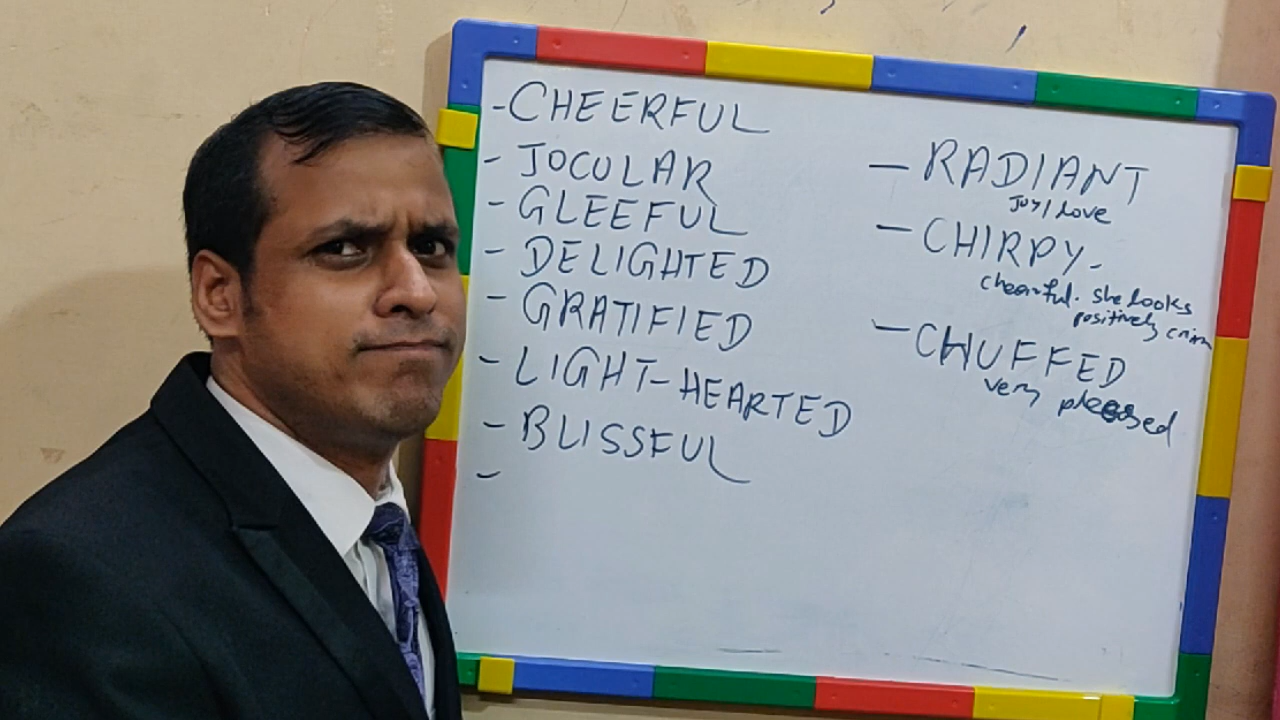 - CHEERFUL
- JOCULAR
- GLEEFUL
- DELIGHTED
- GRATIFIED
- LIGHT-HEARTED
- BLISSFUL
-
- RADIANT
Joy/Love
- CHIRPY-
cheerful. She looks
positively
- CHUFFED
very pleased